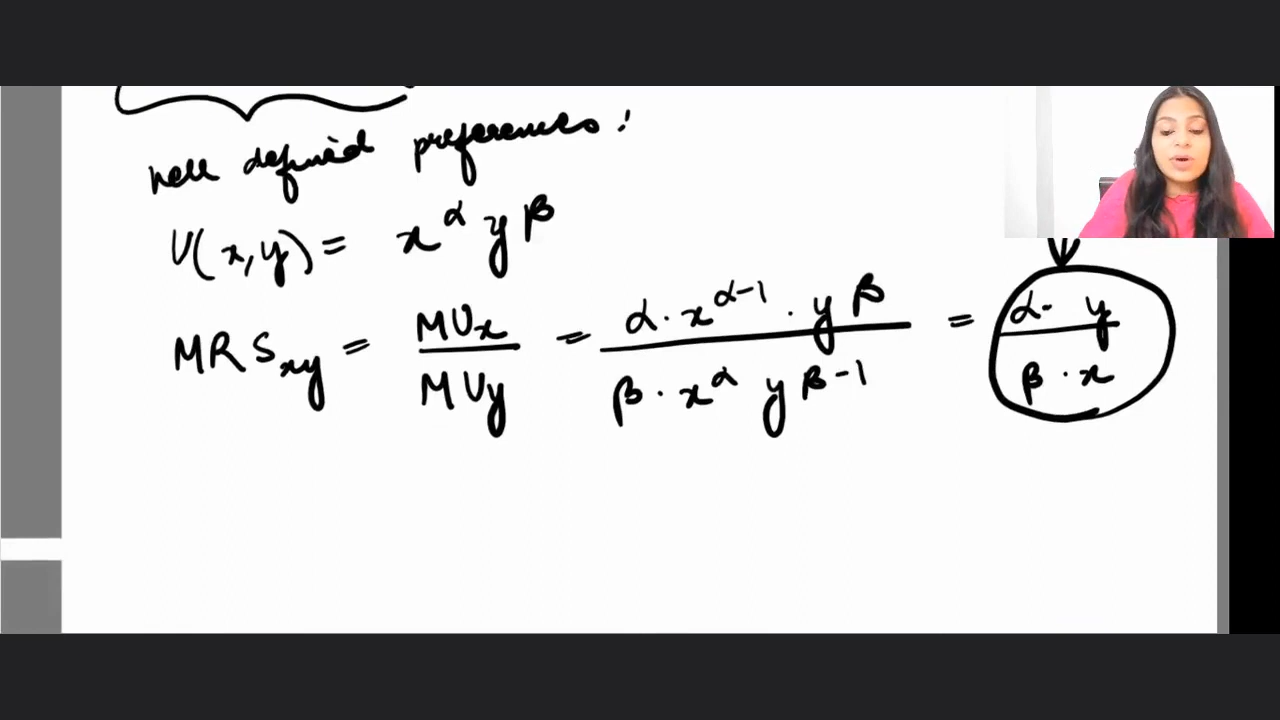 well defined preferences:
U(x,y) = x^α y^β
MRS_xy = MU_x / MU_y = α · x^(α-1) · y^β / β · x^α y^(β-1) = α · y / β · x